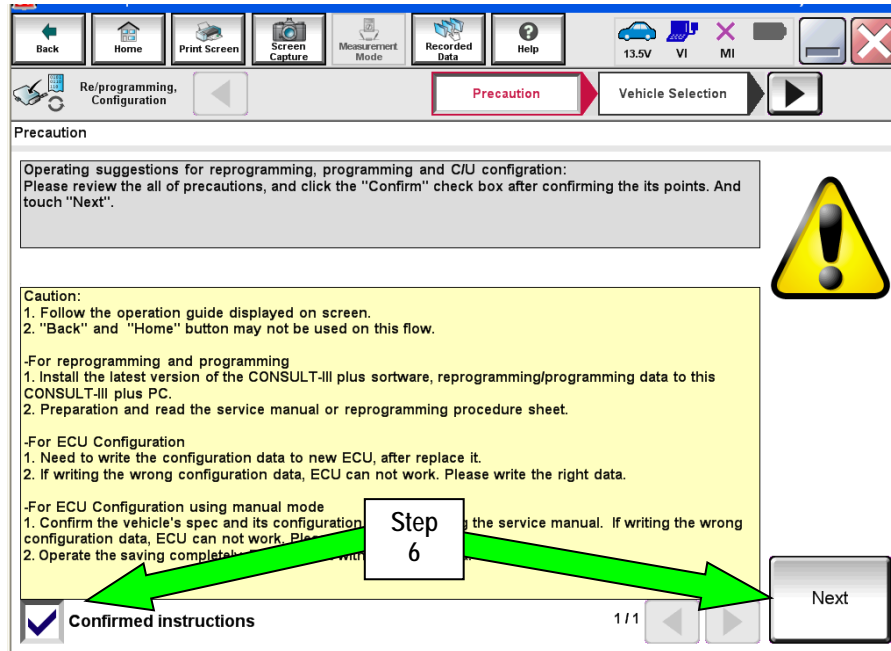 Back
Home
Print Screen
Screen
Capture
Measurement
Mode
Recorded
Data
Help
13.5V
VI
MI
Re/programming,
Configuration
Precaution
Vehicle Selection
Precaution
Operating suggestions for reprogramming, programming and C/U configration:
Please review the all of precautions, and click the "Confirm" check box after confirming the its points. And
touch "Next".
Caution:
1. Follow the operation guide displayed on screen.
2. "Back" and "Home" button may not be used on this flow.
-For reprogramming and programming
1. Install the latest version of the CONSULT-III plus sortware, reprogramming/programming data to this
CONSULT-III plus PC.
2. Preparation and read the service manual or reprogramming procedure sheet.
-For ECU Configuration
1. Need to write the configuration data to new ECU, after replace it.
2. If writing the wrong configuration data, ECU can not work. Please write the right data.
-For ECU Configuration using manual mode
1. Confirm the vehicle's spec and its configuration the service manual. If writing the wrong
configuration data, ECU can not work.
2. Operate the saving completely
Step
6
Confirmed instructions
1/1
Next